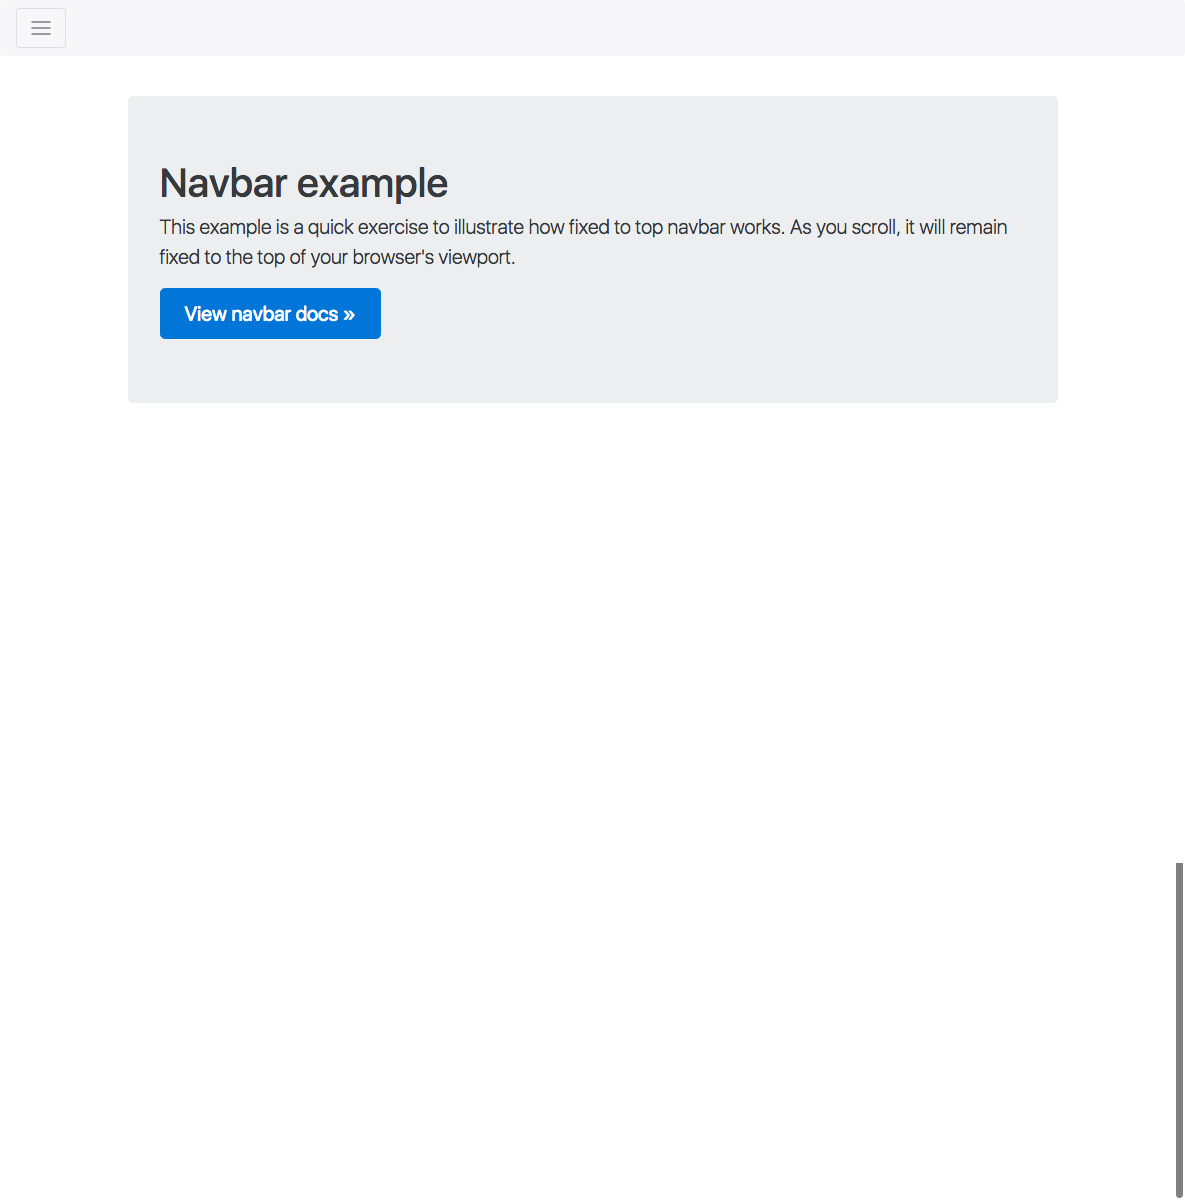 Navbar example
This example is a quick exercise to illustrate how fixed to top navbar works. As you scroll, it will remain
fixed to the top of your browser's viewport.
View navbar docs »